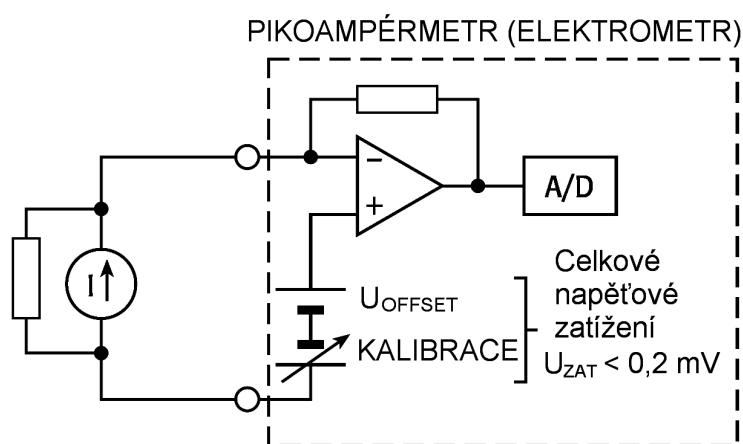 PIKOAMPÉRMETR (ELEKTROMETR)
−
+
A/D
I
U_OFFSET
KALIBRACE
Celkové
napěťové
zatížení
U_ZAT < 0,2 mV